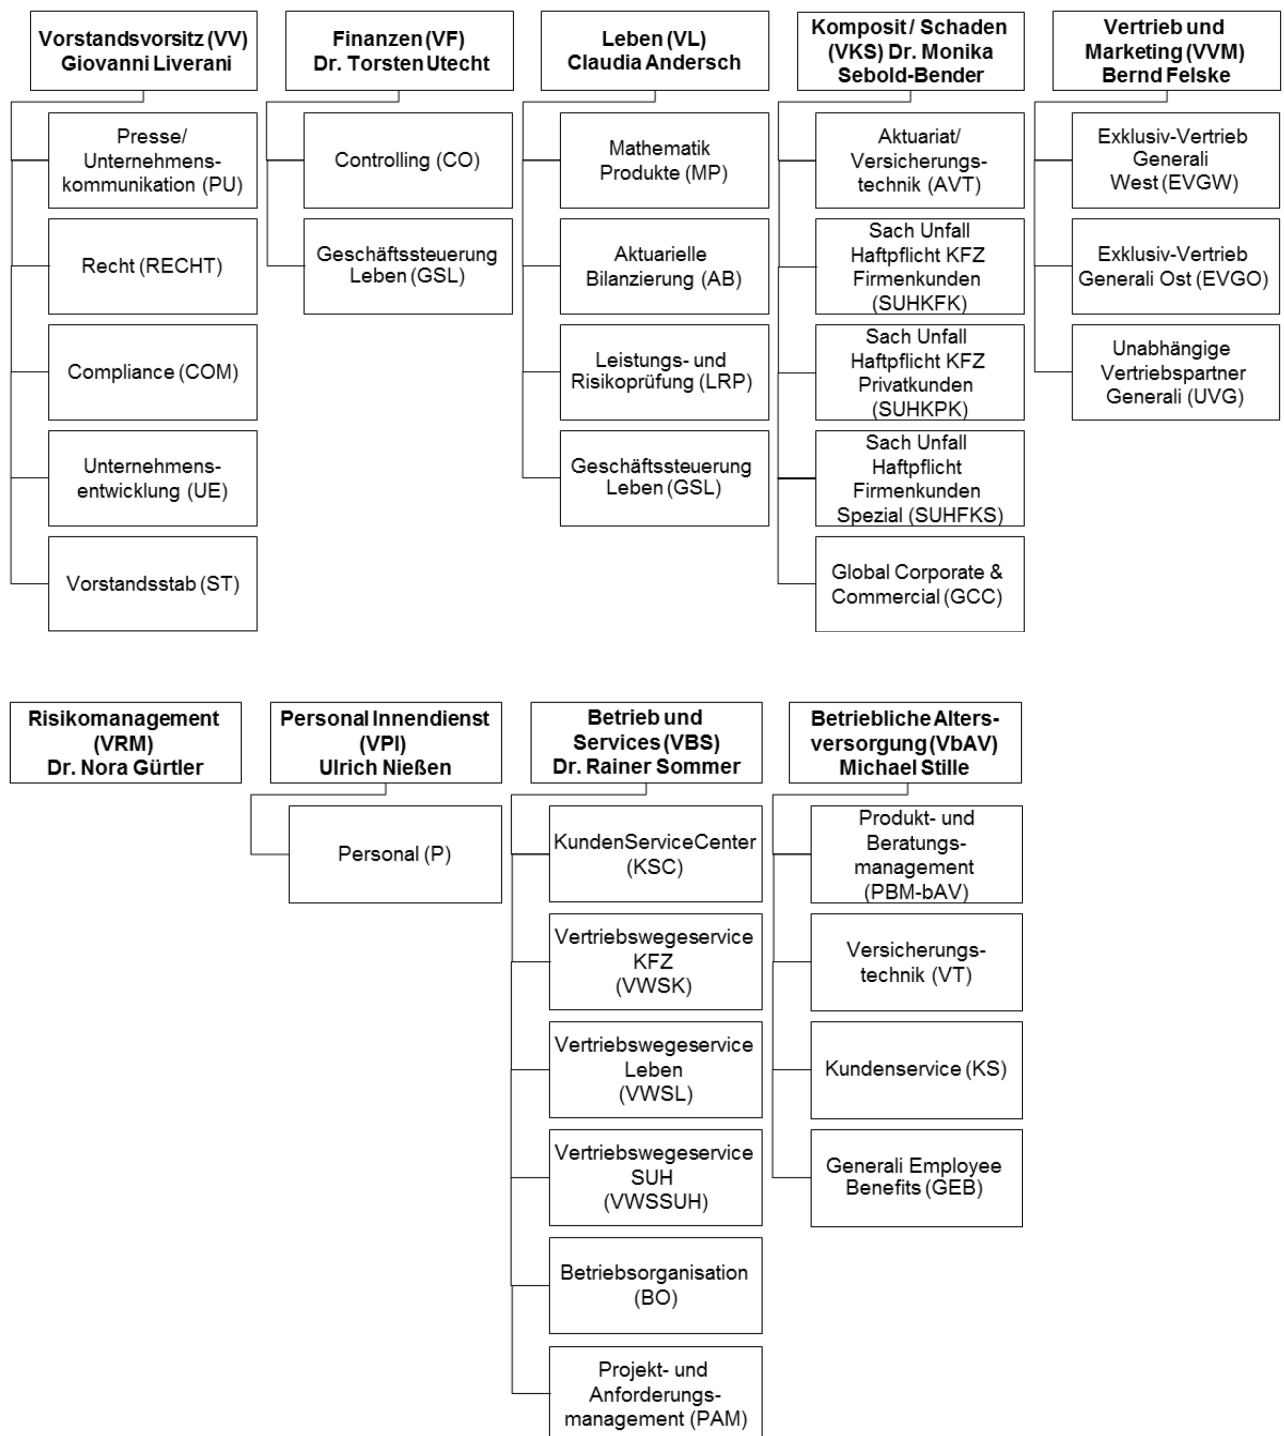 Vorstandsvorsitz (VV)
Giovanni Liverani
Presse/
Unternehmens-
kommunikation (PU)
Recht (RECHT)
Compliance (COM)
Unternehmens-
entwicklung (UE)
Vorstandsstab (ST)
Finanzen (VF)
Dr. Torsten Utecht
Controlling (CO)
Geschäftssteuerung
Leben (GSL)
Leben (VL)
Claudia Andersch
Mathematik
Produkte (MP)
Aktuarielle
Bilanzierung (AB)
Leistungs- und
Risikoprüfung (LRP)
Geschäftssteuerung
Leben (GSL)
Komposit / Schaden
(VKS) Dr. Monika
Sebold-Bender
Aktuariat/
Versicherungs-
technik (AVT)
Sach Unfall
Haftpflicht KFZ
Firmenkunden
(SUHKFK)
Sach Unfall
Haftpflicht KFZ
Privatkunden
(SUHKPK)
Sach Unfall
Haftpflicht
Firmenkunden
Spezial (SUHFKS)
Global Corporate &
Commercial (GCC)
Vertrieb und
Marketing (VVM)
Bernd Felske
Exklusiv-Vertrieb
Generali
West (EVGW)
Exklusiv-Vertrieb
Generali Ost (EVGO)
Unabhängige
Vertriebspartner
Generali (UVG)
Risikomanagement
(VRM)
Dr. Nora Gürtler
Personal Innendienst
(VPI)
Ulrich Nießen
Personal (P)
Betrieb und
Services (VBS)
Dr. Rainer Sommer
KundenServiceCenter
(KSC)
Vertriebswegeservice
KFZ
(VWSK)
Vertriebswegeservice
Leben
(VWSL)
Vertriebswegeservice
SUH
(VWSSUH)
Betriebsorganisation
(BO)
Projekt- und
Anforderungs-
management (PAM)
Betriebliche Alters-
versorgung (VbAV)
Michael Stille
Produkt- und
Beratungs-
management
(PBM-bAV)
Versicherungs-
technik (VT)
Kundenservice (KS)
Generali Employee
Benefits (GEB)